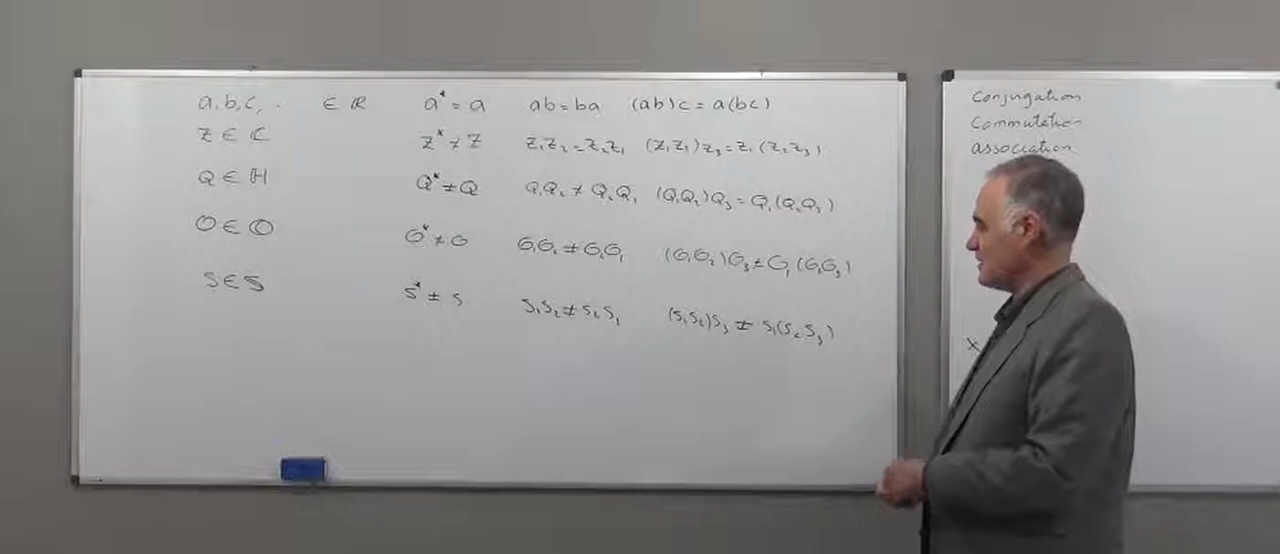 a,b,c, . ∈ ℝ a* = a ab = ba (ab)c = a(bc)
Z ∈ ℂ Z* ≠ Z Z₁Z₂ = Z₂Z₁ (Z₁Z₂)Z₃ = Z₁(Z₂Z₃)
Q ∈ ℍ Q* ≠ Q Q₁Q₂ ≠ Q₂Q₁ (Q₁Q₂)Q₃ = Q₁(Q₂Q₃)
O ∈ 𝕆 O* ≠ O O₁O₂ ≠ O₂O₁ (O₁O₂)O₃ ≠ O₁(O₂O₃)
S ∈ 𝕊 S* ≠ S S₁S₂ ≠ S₂S₁ (S₁S₂)S₃ ≠ S₁(S₂S₃)
Conjugation
Commutation
association
x